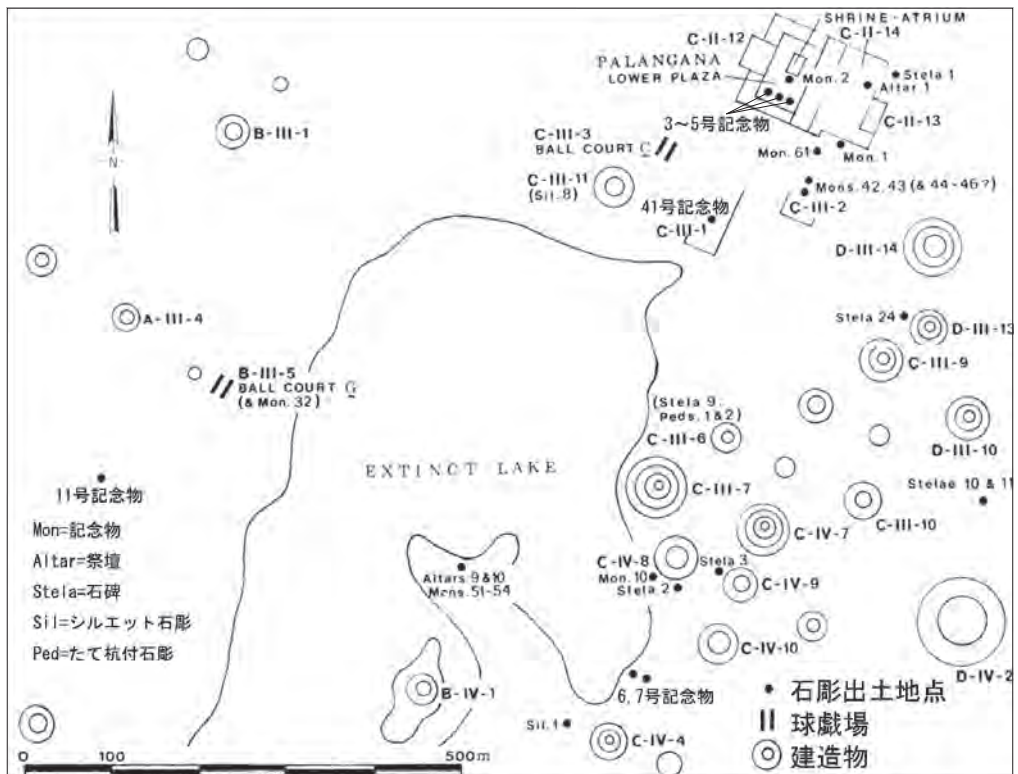 SHRINE-ATRIUM
C-II-14
C-II-12
PALANGANA
LOWER PLAZA
Mon. 2
Stela 1
Altar 1
3～5号記念物
C-II-13
C-III-3
BALL COURT C
Mon. 61
Mon. 1
B-III-1
N
C-III-11
(Sil. 8)
Mons. 42, 43 (& 44-46?)
41号記念物
C-III-2
C-III-1
D-III-14
A-III-4
Stela 24
D-III-13
C-III-9
B-III-5
BALL COURT G
(& Mon. 32)
(Stela 9,
Peds. 1&2)
C-III-6
D-III-10
EXTINCT LAKE
11号記念物
C-III-7
Stelae 10 & 11
C-III-10
Mon=記念物
Altar=祭壇
Stela=石碑
Sil=シルエット石彫
Ped=たて杭付石彫
C-IV-7
C-IV-8
Stela 3
Mon. 10
Stela 2
C-IV-9
Altars 9&10
Mons. 51-54
C-IV-10
D-IV-2
B-IV-1
6, 7号記念物
石彫出土地点
Sil. 1
球戯場
C-IV-4
建造物
0 100 500m